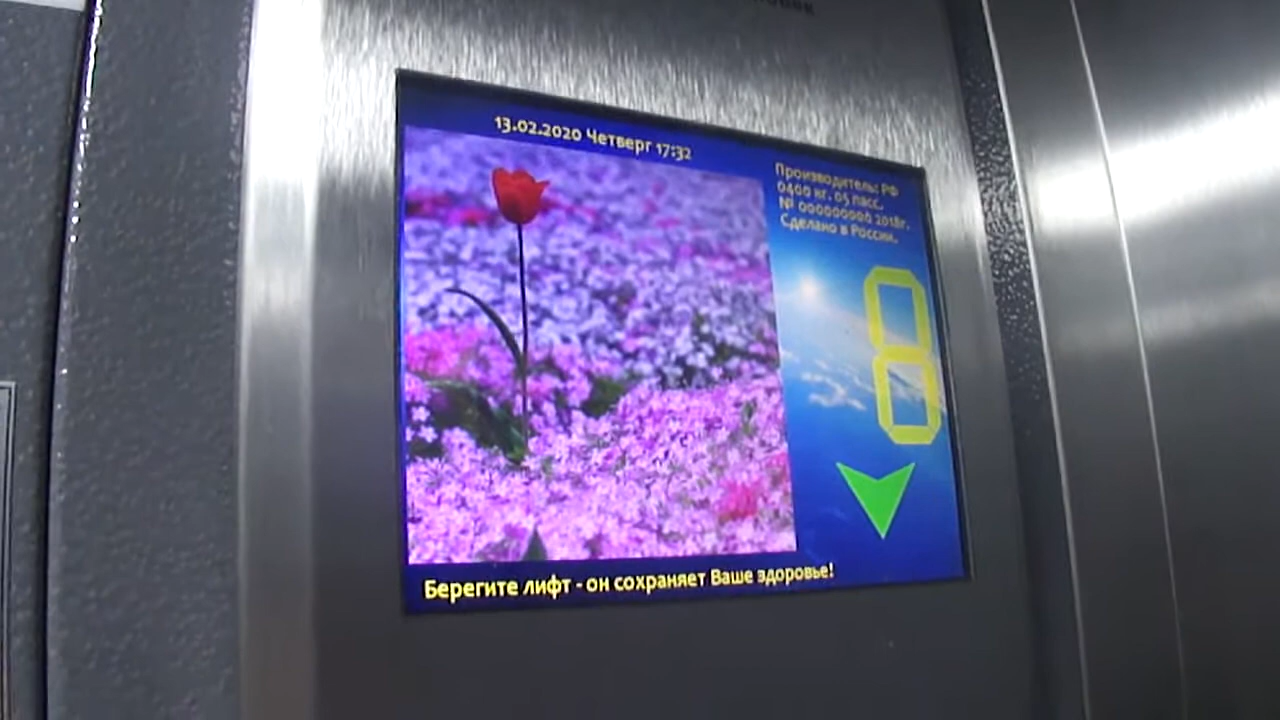 13.02.2020 Четверг 17:32
Производитель: РФ
0400 кг. 05 пасс.
№ 000000000 2018г.
Сделано в России.
8
Берегите лифт - он сохраняет Ваше здоровье!